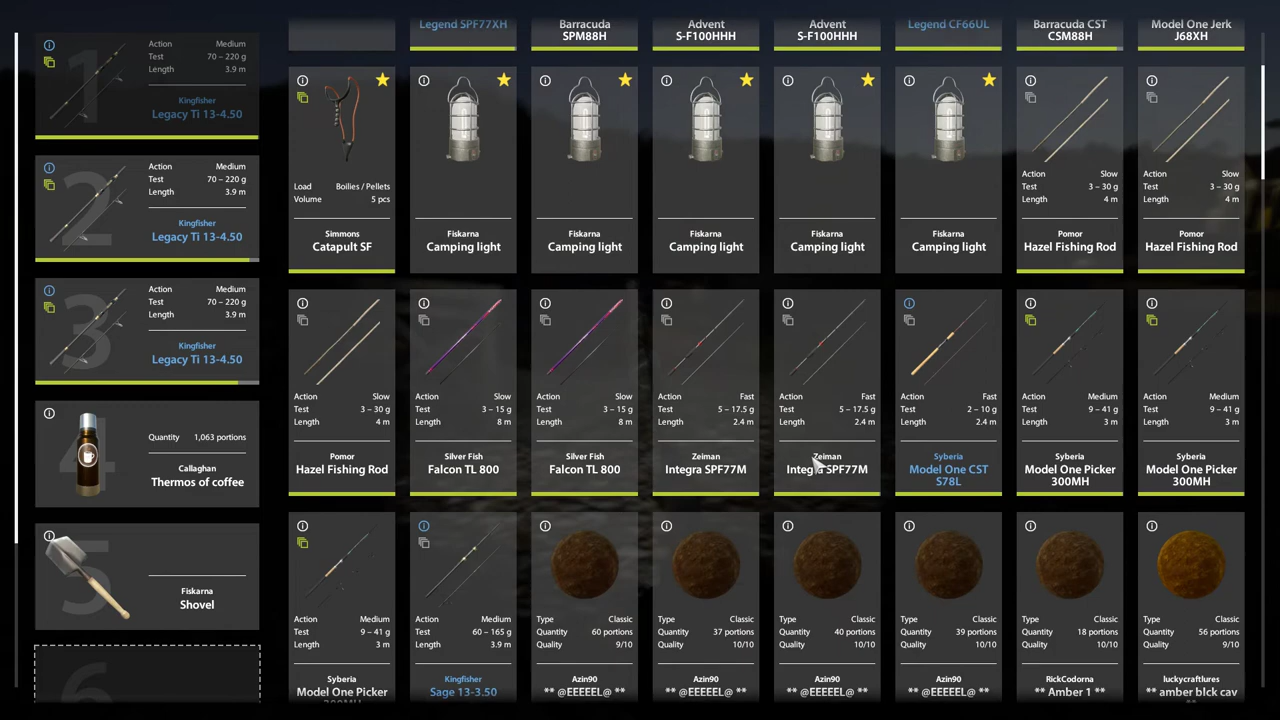 1
Action Medium
Test 70 – 220 g
Length 3.9 m
Kingfisher
Legacy Ti 13-4.50
2
Action Medium
Test 70 – 220 g
Length 3.9 m
Kingfisher
Legacy Ti 13-4.50
3
Action Medium
Test 70 – 220 g
Length 3.9 m
Kingfisher
Legacy Ti 13-4.50
4
Quantity 1,063 portions
Callaghan
Thermos of coffee
5
Fiskarna
Shovel
6
Legend SPF77XH
Barracuda
SPM88H
Advent
S-F100HHH
Advent
S-F100HHH
Legend CF66UL
Barracuda CST
CSM88H
Model One Jerk
J68XH
Load Boilies / Pellets
Volume 5 pcs
Simmons
Catapult SF
Fiskarna
Camping light
Fiskarna
Camping light
Fiskarna
Camping light
Fiskarna
Camping light
Fiskarna
Camping light
Action Slow
Test 3 – 30 g
Length 4 m
Pomor
Hazel Fishing Rod
Action Slow
Test 3 – 30 g
Length 4 m
Pomor
Hazel Fishing Rod
Action Slow
Test 3 – 30 g
Length 4 m
Pomor
Hazel Fishing Rod
Action Slow
Test 3 – 15 g
Length 8 m
Silver Fish
Falcon TL 800
Action Slow
Test 3 – 15 g
Length 8 m
Silver Fish
Falcon TL 800
Action Fast
Test 5 – 17.5 g
Length 2.4 m
Zeiman
Integra SPF77M
Action Fast
Test 5 – 17.5 g
Length 2.4 m
Zeiman
Integra SPF77M
Action Fast
Test 2 – 10 g
Length 2.4 m
Syberia
Model One CST
S78L
Action Medium
Test 9 – 41 g
Length 3 m
Syberia
Model One Picker
300MH
Action Medium
Test 9 – 41 g
Length 3 m
Syberia
Model One Picker
300MH
Action Medium
Test 9 – 41 g
Length 3 m
Syberia
Model One Picker
300MH
Action Medium
Test 60 – 165 g
Length 3.9 m
Kingfisher
Sage 13-3.50
Type Classic
Quantity 60 portions
Quality 9/10
Azin90
** @EEEEEL@ **
Type Classic
Quantity 37 portions
Quality 10/10
Azin90
** @EEEEEL@ **
Type Classic
Quantity 40 portions
Quality 10/10
Azin90
** @EEEEEL@ **
Type Classic
Quantity 39 portions
Quality 10/10
Azin90
** @EEEEEL@ **
Type Classic
Quantity 18 portions
Quality 10/10
RickCodorna
** Amber 1 **
Type Classic
Quantity 56 portions
Quality 9/10
luckycraftlures
** amber blck cav
**